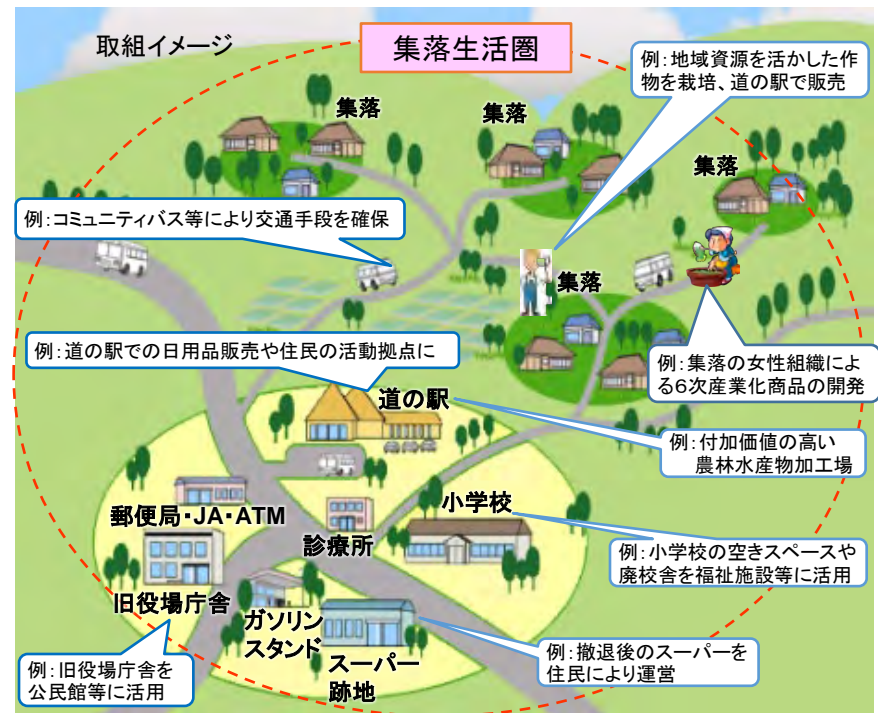 取組イメージ
集落生活圏
例:地域資源を活かした作
物を栽培、道の駅で販売
集落
集落
集落
例:コミュニティバス等により交通手段を確保
集落
例:道の駅での日用品販売や住民の活動拠点に
例:集落の女性組織によ
る6次産業化商品の開発
道の駅
例:付加価値の高い
農林水産物加工場
郵便局・JA・ATM
診療所
小学校
例:小学校の空きスペースや
廃校舎を福祉施設等に活用
旧役場庁舎
ガソリン
スタンド
スーパー
跡地
例:撤退後のスーパーを
住民により運営
例:旧役場庁舎を
公民館等に活用